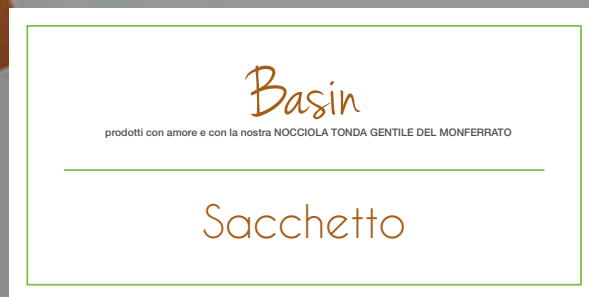 Basin
prodotti con amore e con la nostra NOCCIOLA TONDA GENTILE DEL MONFERRATO
Sacchetto